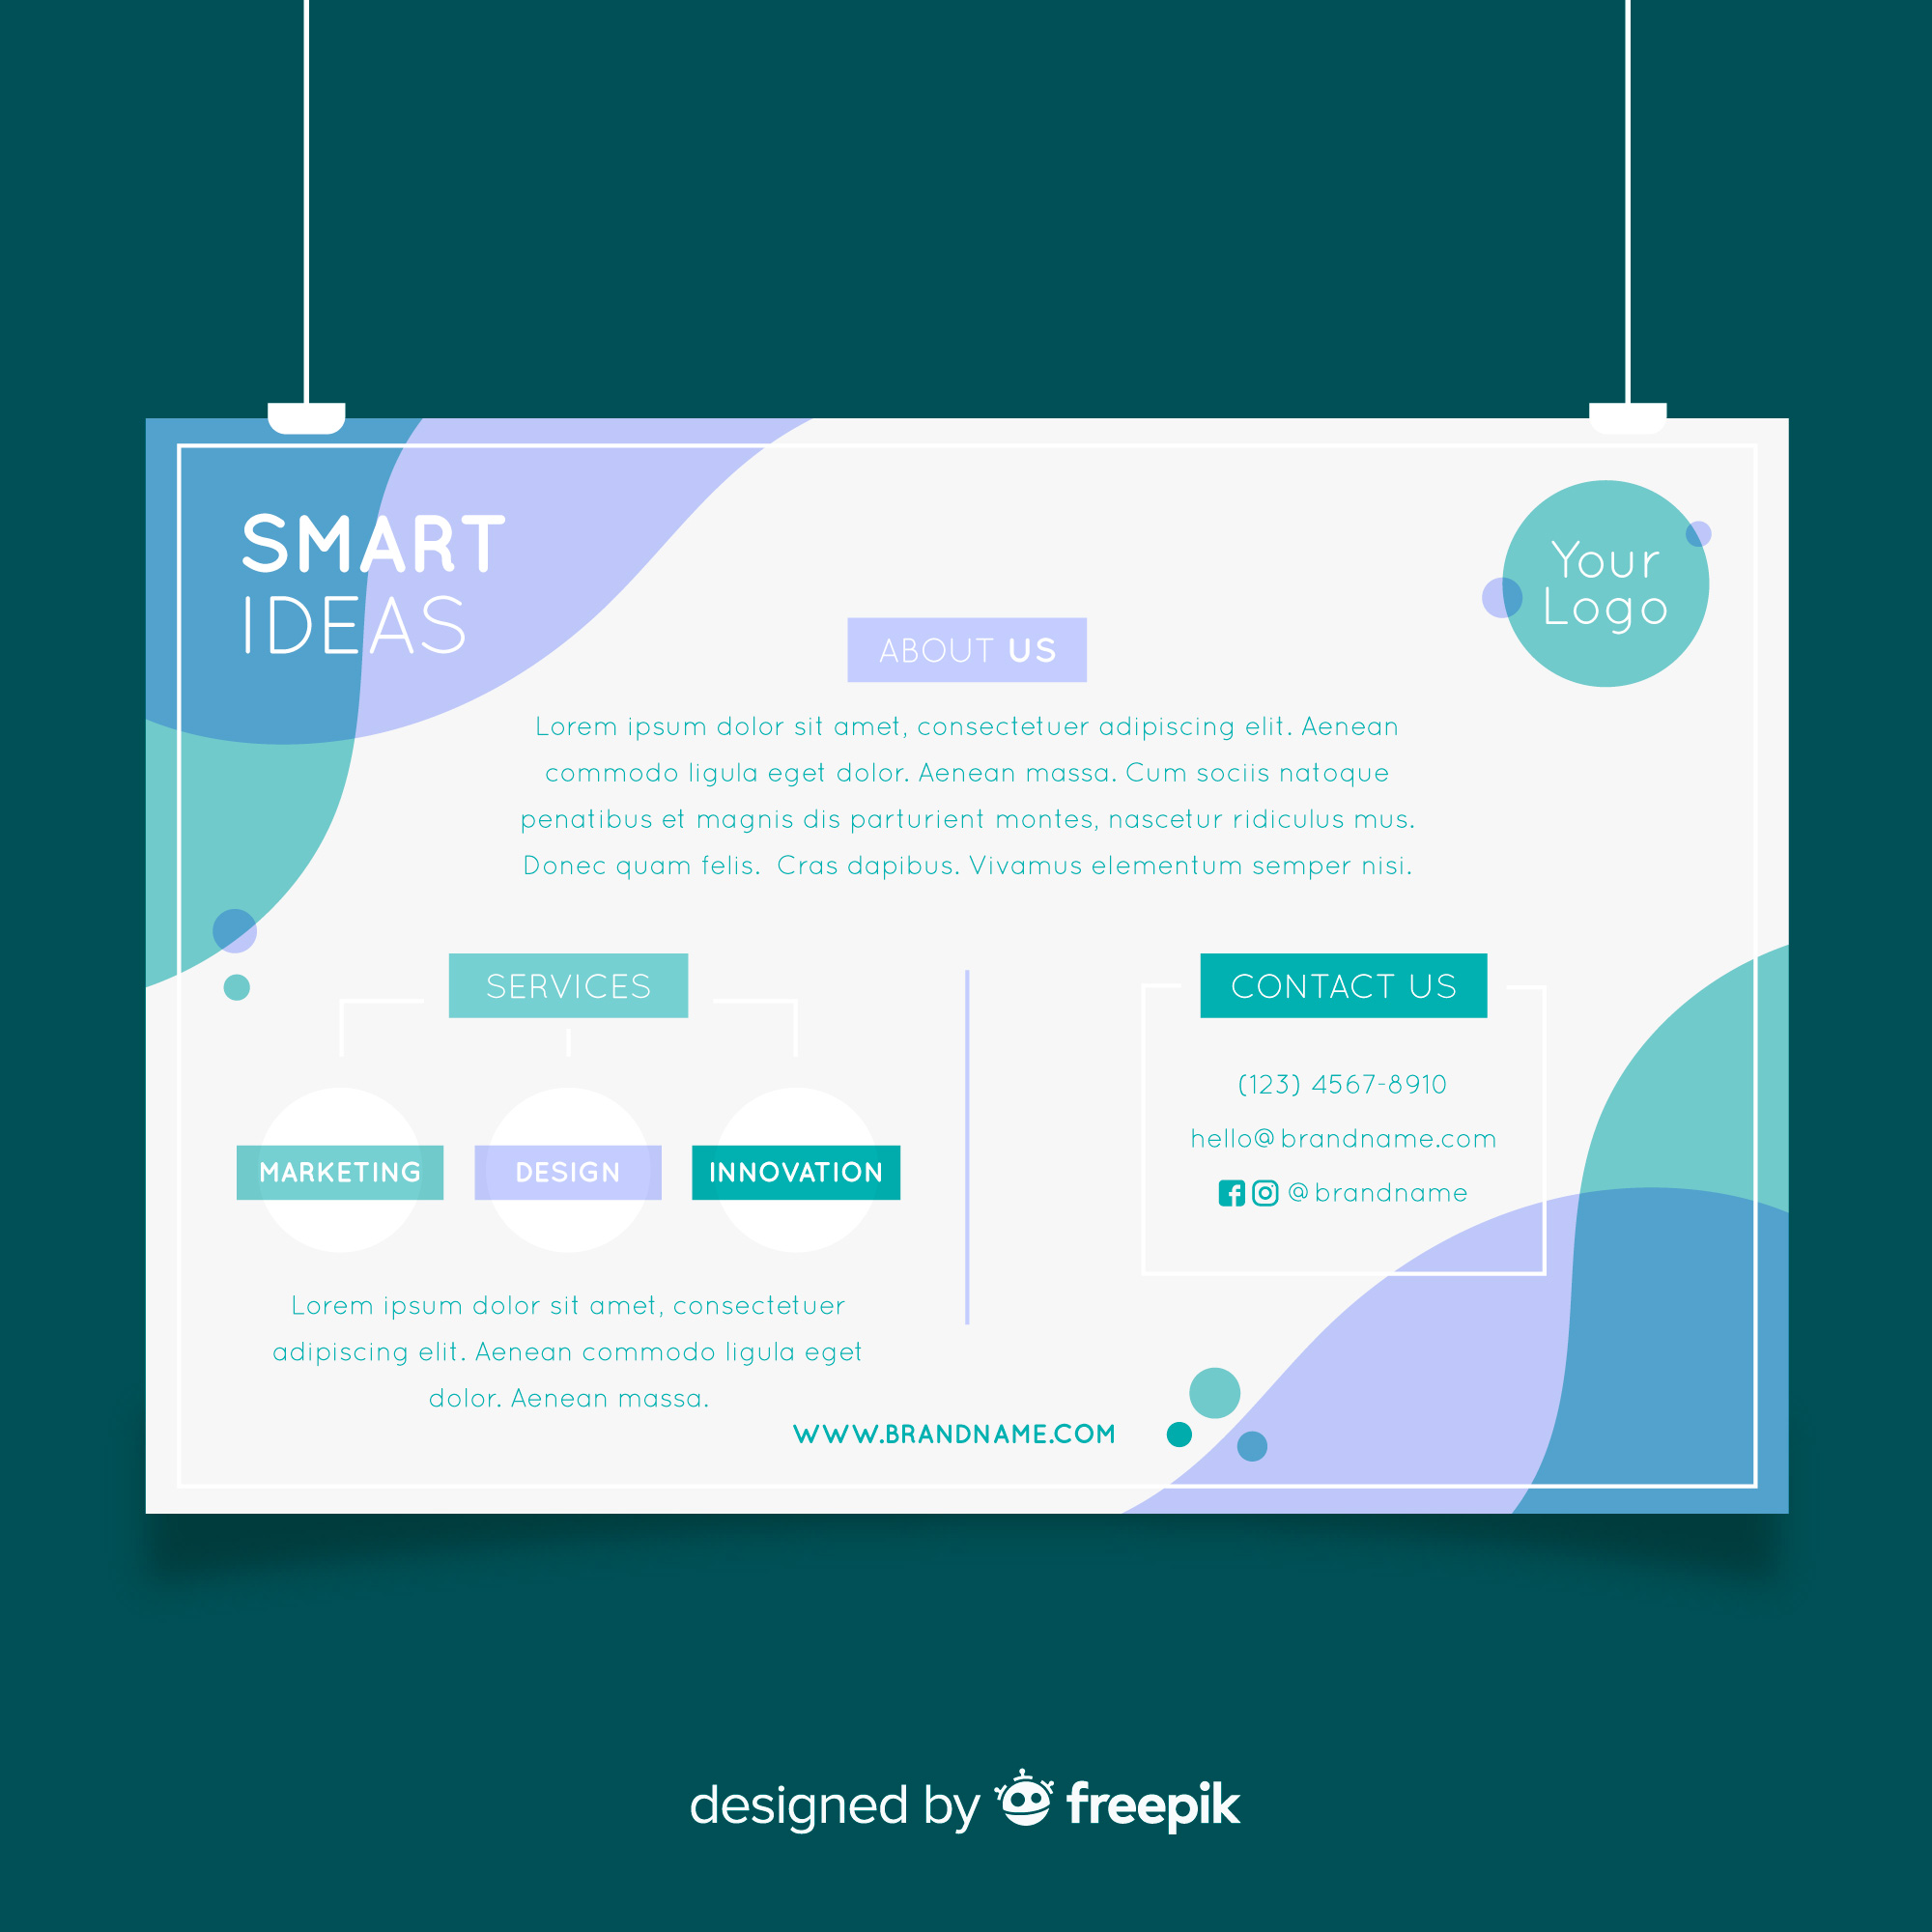 SMART
IDEAS
Your
Logo
ABOUT US
Lorem ipsum dolor sit amet, consectetuer adipiscing elit. Aenean
commodo ligula eget dolor. Aenean massa. Cum sociis natoque
penatibus et magnis dis parturient montes, nascetur ridiculus mus.
Donec quam felis. Cras dapibus. Vivamus elementum semper nisi.
SERVICES
MARKETING
DESIGN
INNOVATION
Lorem ipsum dolor sit amet, consectetuer
adipiscing elit. Aenean commodo ligula eget
dolor. Aenean massa.
CONTACT US
(123) 4567-8910
hello@brandname.com
@brandname
WWW.BRANDNAME.COM
designed by freepik